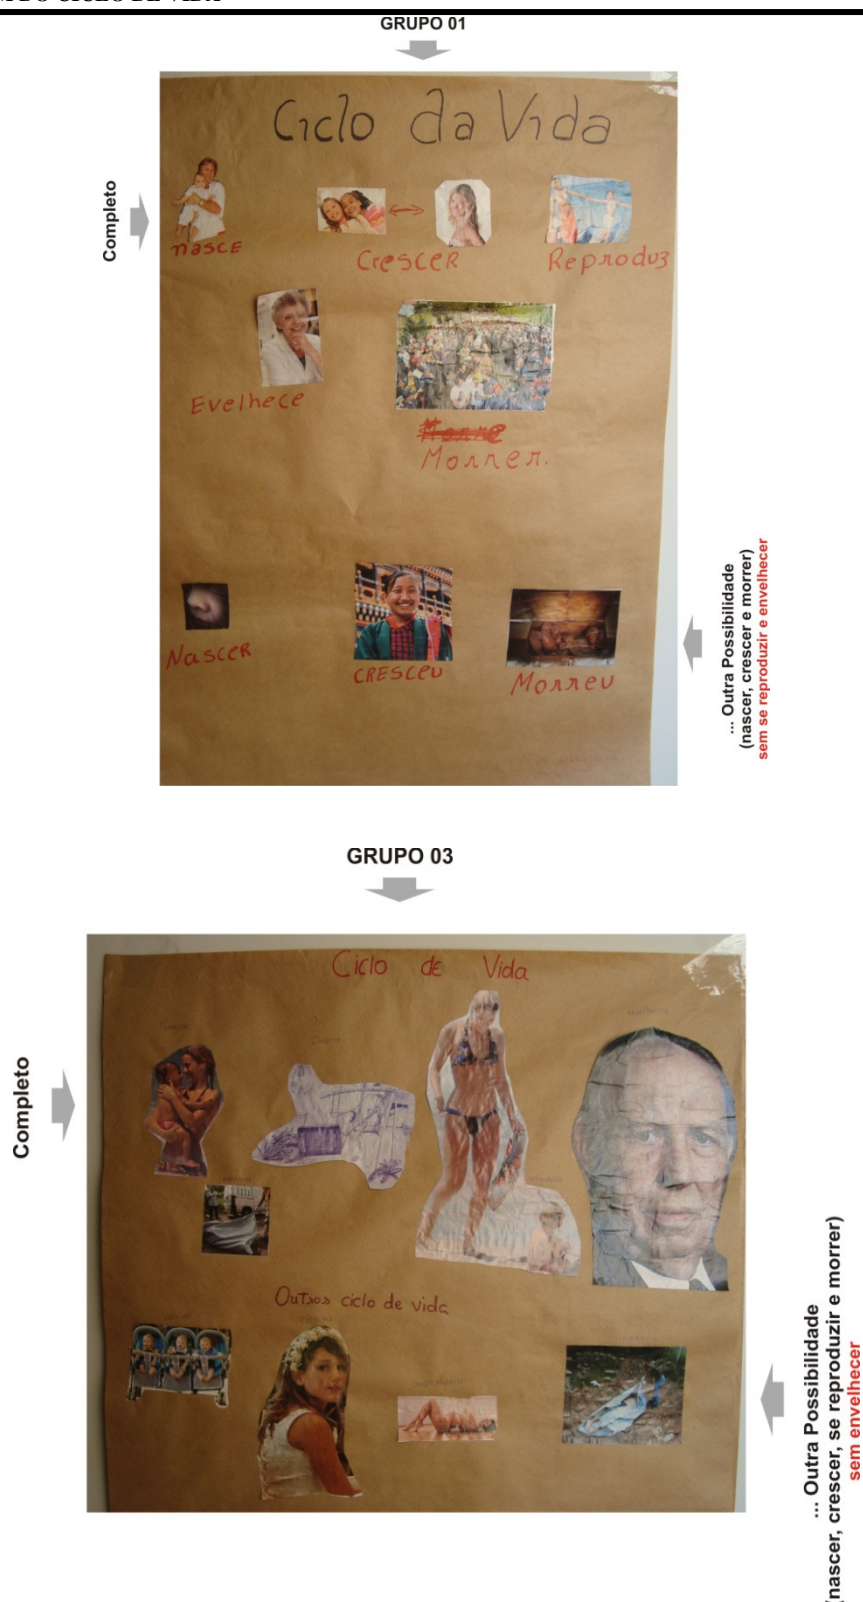 GRUPO 01
Completo
Ciclo da Vida
nasce
Crescer
Reproduz
Evelhece
Morre
Morrer.
Nascer
CRESCEU
Morreu
... Outra Possibilidade
(nascer, crescer e morrer)
sem se reproduzir e envelhecer
GRUPO 03
Completo
Ciclo de Vida
Outros ciclo de vida
... Outra Possibilidade
(nascer, crescer, se reproduzir e morrer)
sem envelhecer